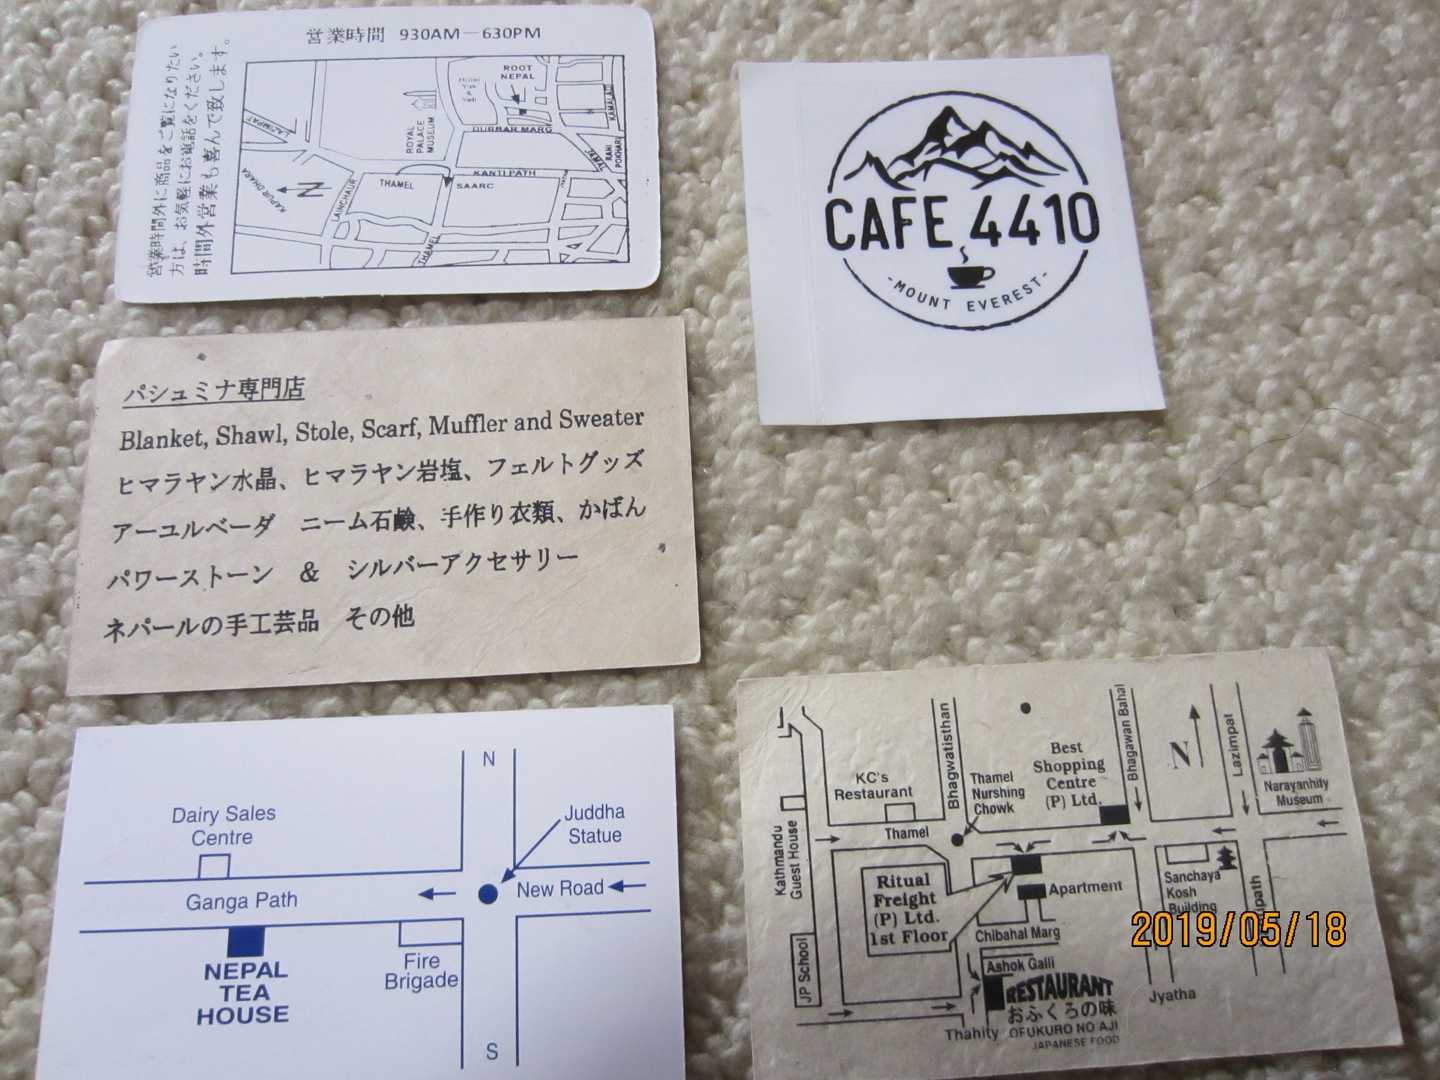 営業時間 930AM－630PM
営業時間外に商品をご覧になりたい
方は、お気軽にお電話をください。
時間外営業も喜んで致します。
ROOT
NEPAL
ROYAL
PALACE
MUSEUM
DURBAR MARG
KAMALADI
RANI
POKHARI
KANTI PATH
THAMEL
SAARC
LAZIMPAT
KAPUR DHARA
N
LAINCHAUR
THAMEL
CAFE 4410
-MOUNT EVEREST-
パシュミナ専門店
Blanket, Shawl, Stole, Scarf, Muffler and Sweater
ヒマラヤン水晶、ヒマラヤン岩塩、フェルトグッズ
アーユルベーダ ニーム石鹸、手作り衣類、かばん
パワーストーン & シルバーアクセサリー
ネパールの手工芸品 その他
N
Dairy Sales
Centre
Juddha
Statue
Ganga Path
New Road
Fire
Brigade
NEPAL
TEA
HOUSE
S
Bhagwatisthan
Bhagawan Bahal
N
Lazimpat
Best
Shopping
Centre
(P) Ltd.
KC's
Restaurant
Thamel
Nurshing
Chowk
Narayanhity
Museum
Thamel
Kathmandu
Guest House
Ritual
Freight
(P) Ltd.
1st Floor
Apartment
Sanchaya
Kosh
Building
Chibahal Marg
JP School
Ashok Galli
RESTAURANT
おふくろの味
OFUKURO NO AJI
JAPANESE FOOD
Thahity
Jyatha
2019/05/18